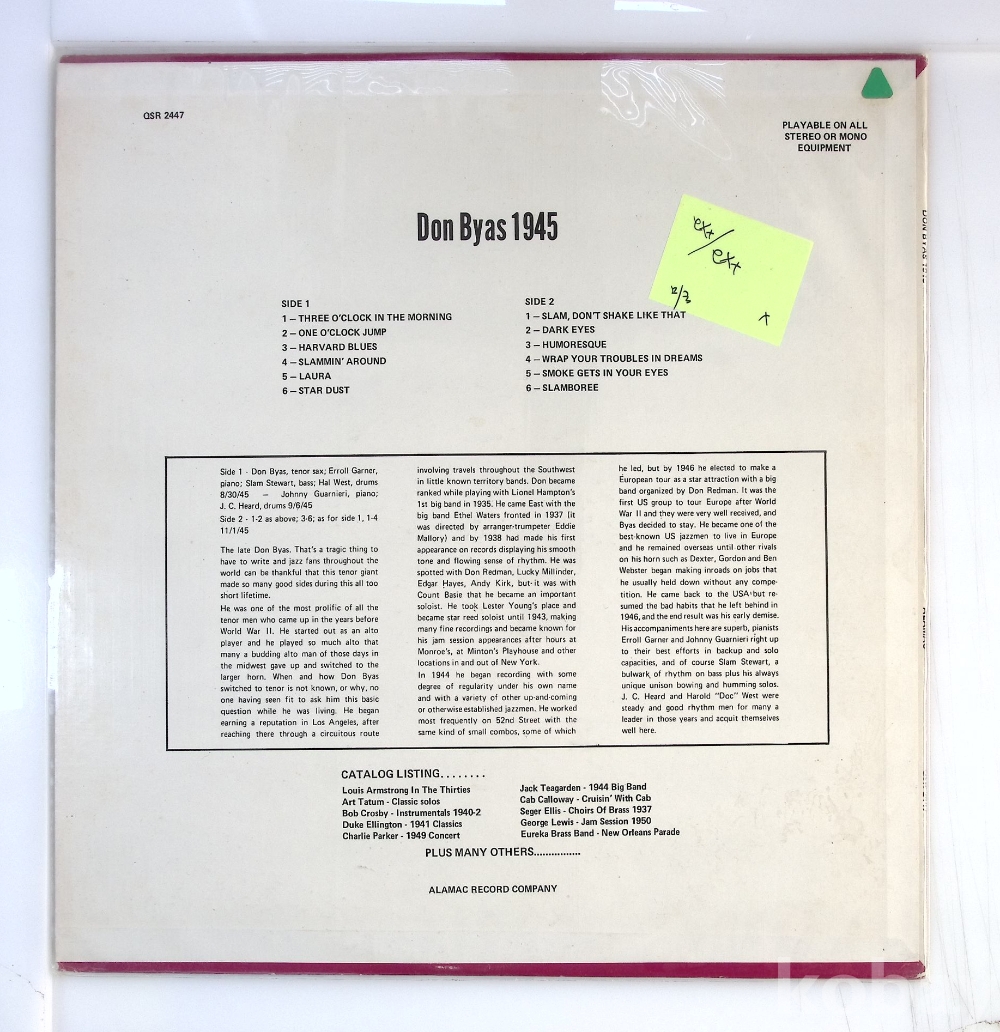 QSR 2447
PLAYABLE ON ALL
STEREO OR MONO
EQUIPMENT
Don Byas 1945
ex+/ex+
SIDE 1
1 – THREE O'CLOCK IN THE MORNING
2 – ONE O'CLOCK JUMP
3 – HARVARD BLUES
4 – SLAMMIN' AROUND
5 – LAURA
6 – STAR DUST
SIDE 2
1 – SLAM, DON'T SHAKE LIKE THAT
2 – DARK EYES
3 – HUMORESQUE
4 – WRAP YOUR TROUBLES IN DREAMS
5 – SMOKE GETS IN YOUR EYES
6 – SLAMBOREE
Side 1 - Don Byas, tenor sax; Erroll Garner,
piano; Slam Stewart, bass; Hal West, drums
8/30/45 — Johnny Guarnieri, piano;
J. C. Heard, drums 9/6/45
Side 2 - 1-2 as above; 3-6; as for side 1, 1-4
11/1/45
The late Don Byas. That's a tragic thing to
have to write and jazz fans throughout the
world can be thankful that this tenor giant
made so many good sides during this all too
short lifetime.
He was one of the most prolific of all the
tenor men who came up in the years before
World War II. He started out as an alto
player and he played so much alto that
many a budding alto man of those days in
the midwest gave up and switched to the
larger horn. When and how Don Byas
switched to tenor is not known, or why, no
one having seen fit to ask him this basic
question while he was living. He began
earning a reputation in Los Angeles, after
reaching there through a circuitous route
involving travels throughout the Southwest
in little known territory bands. Don became
ranked while playing with Lionel Hampton's
1st big band in 1935. He came East with the
big band Ethel Waters fronted in 1937 (it
was directed by arranger-trumpeter Eddie
Mallory) and by 1938 had made his first
appearance on records displaying his smooth
tone and flowing sense of rhythm. He was
spotted with Don Redman, Lucky Millinder,
Edgar Hayes, Andy Kirk, but it was with
Count Basie that he became an important
soloist. He took Lester Young's place and
became star reed soloist until 1943, making
many fine recordings and became known for
his jam session appearances after hours at
Monroe's, at Minton's Playhouse and other
locations in and out of New York.
In 1944 he began recording with some
degree of regularity under his own name
and with a variety of other up-and-coming
or otherwise established jazzmen. He worked
most frequently on 52nd Street with the
same kind of small combos, some of which
he led, but by 1946 he elected to make a
European tour as a star attraction with a big
band organized by Don Redman. It was the
first US group to tour Europe after World
War II and they were very well received, and
Byas decided to stay. He became one of the
best-known US jazzmen to live in Europe
and he remained overseas until other rivals
on his horn such as Dexter, Gordon and Ben
Webster began making inroads on jobs that
he usually held down without any compe-
tition. He came back to the USA but re-
sumed the bad habits that he left behind in
1946, and the end result was his early demise.
His accompaniments here are superb, pianists
Erroll Garner and Johnny Guarnieri right up
to their best efforts in backup and solo
capacities, and of course Slam Stewart, a
bulwark of rhythm on bass plus his always
unique unison bowing and humming solos.
J. C. Heard and Harold "Doc" West were
steady and good rhythm men for many a
leader in those years and acquit themselves
well here.
CATALOG LISTING........
Louis Armstrong In The Thirties
Art Tatum - Classic solos
Bob Crosby - Instrumentals 1940-2
Duke Ellington - 1941 Classics
Charlie Parker - 1949 Concert
Jack Teagarden - 1944 Big Band
Cab Calloway - Cruisin' With Cab
Seger Ellis - Choirs Of Brass 1937
George Lewis - Jam Session 1950
Eureka Brass Band - New Orleans Parade
PLUS MANY OTHERS...............
ALAMAC RECORD COMPANY